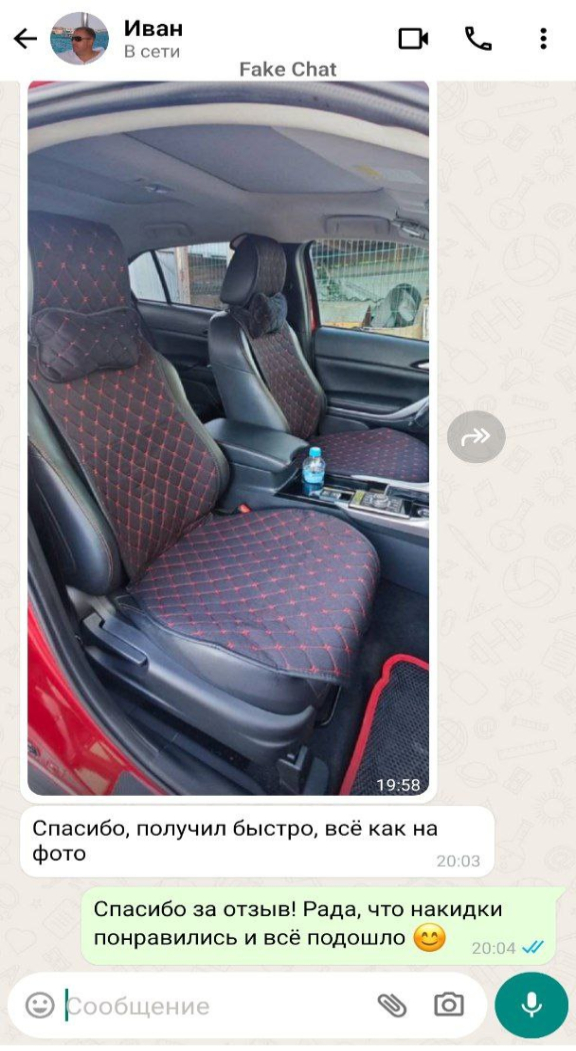 Иван
В сети
Fake Chat
19:58
Спасибо, получил быстро, всё как на
фото
20:03
Спасибо за отзыв! Рада, что накидки
понравились и всё подошло 😊
20:04
Сообщение